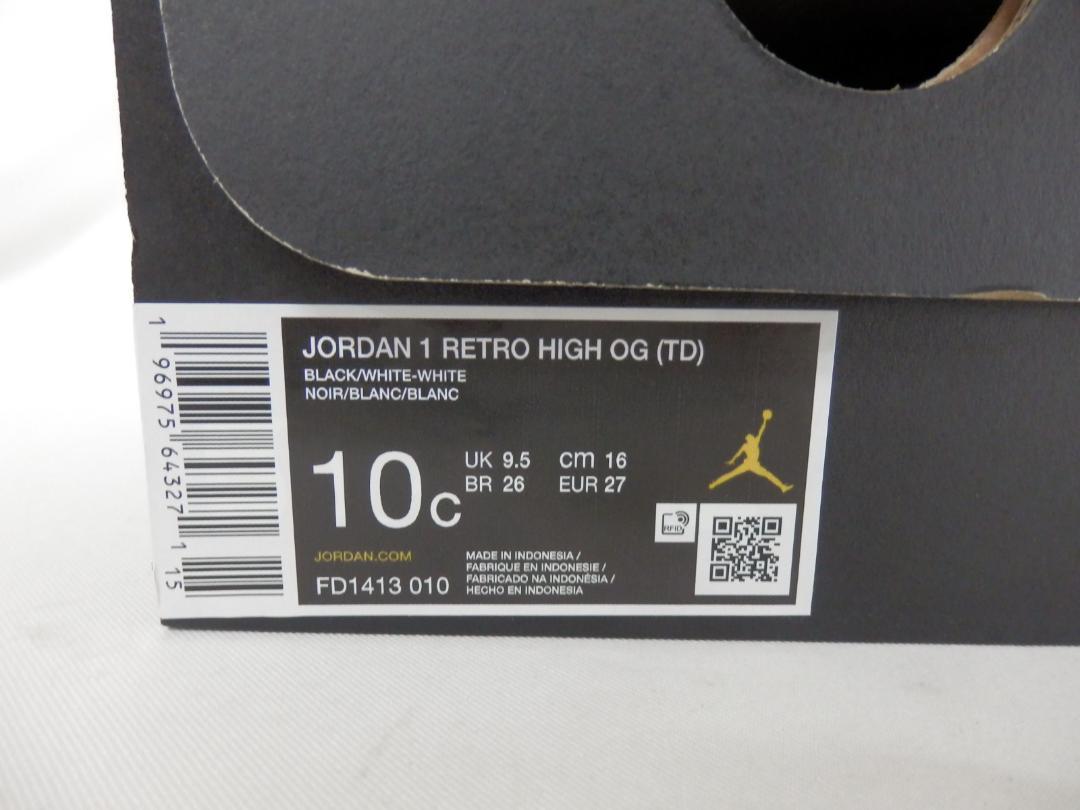 JORDAN 1 RETRO HIGH OG (TD)
BLACK/WHITE-WHITE
NOIR/BLANC/BLANC
10C
UK 9.5 cm 16
BR 26 EUR 27
RFID
JORDAN.COM
FD1413 010
MADE IN INDONESIA /
FABRIQUE EN INDONESIE /
FABRICADO NA INDONÉSIA /
HECHO EN INDONESIA
1 96975 64327 1 15